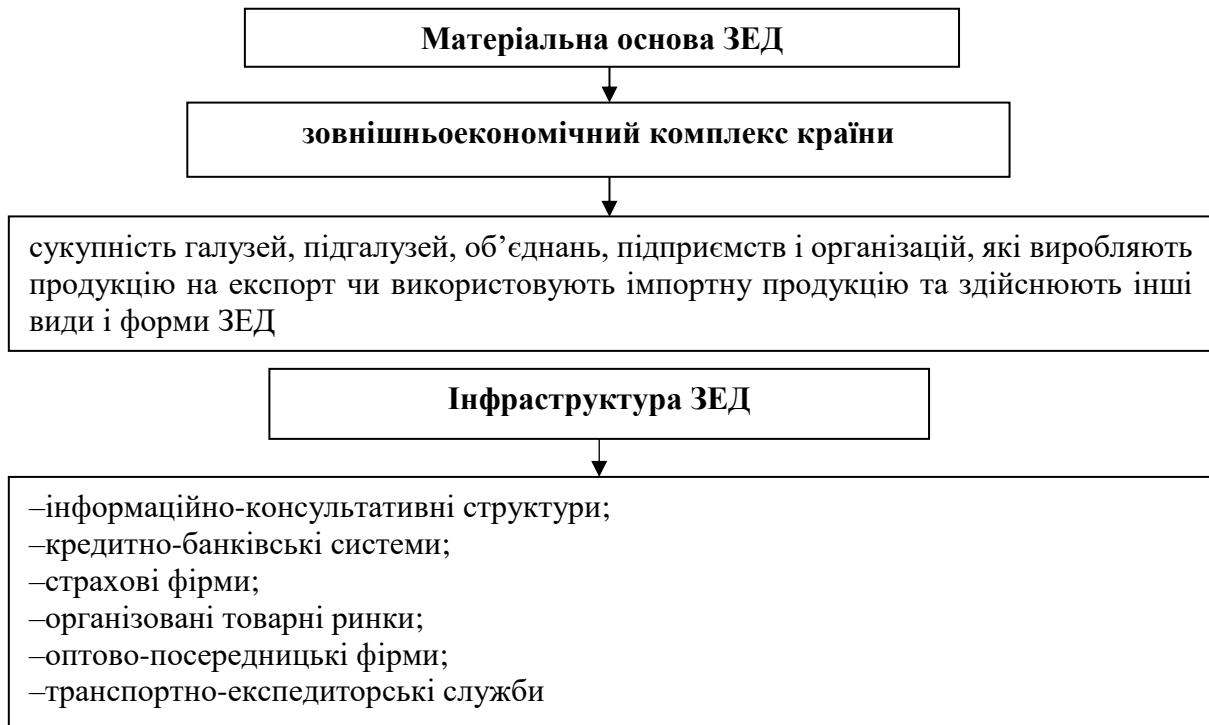 Матеріальна основа ЗЕД
зовнішньоекономічний комплекс країни
сукупність галузей, підгалузей, об’єднань, підприємств і організацій, які виробляють
продукцію на експорт чи використовують імпортну продукцію та здійснюють інші
види і форми ЗЕД
Інфраструктура ЗЕД
–інформаційно-консультативні структури;
–кредитно-банківські системи;
–страхові фірми;
–організовані товарні ринки;
–оптово-посередницькі фірми;
–транспортно-експедиторські служби